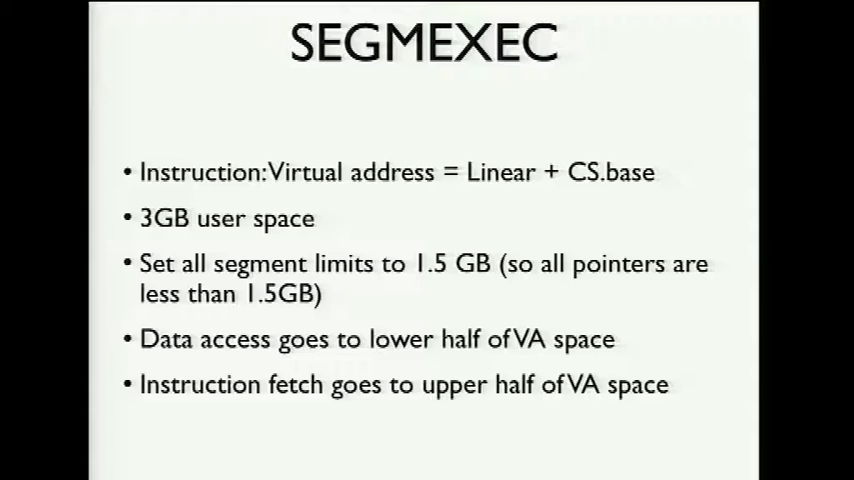 SEGMEXEC
• Instruction: Virtual address = Linear + CS.base
• 3GB user space
• Set all segment limits to 1.5 GB (so all pointers are
less than 1.5GB)
• Data access goes to lower half of VA space
• Instruction fetch goes to upper half of VA space